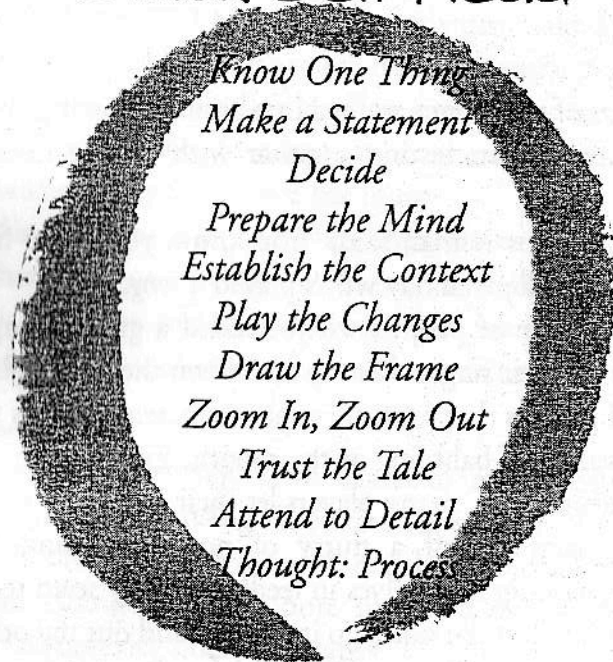 Know One Thing
Make a Statement
Decide
Prepare the Mind
Establish the Context
Play the Changes
Draw the Frame
Zoom In, Zoom Out
Trust the Tale
Attend to Detail
Thought: Process